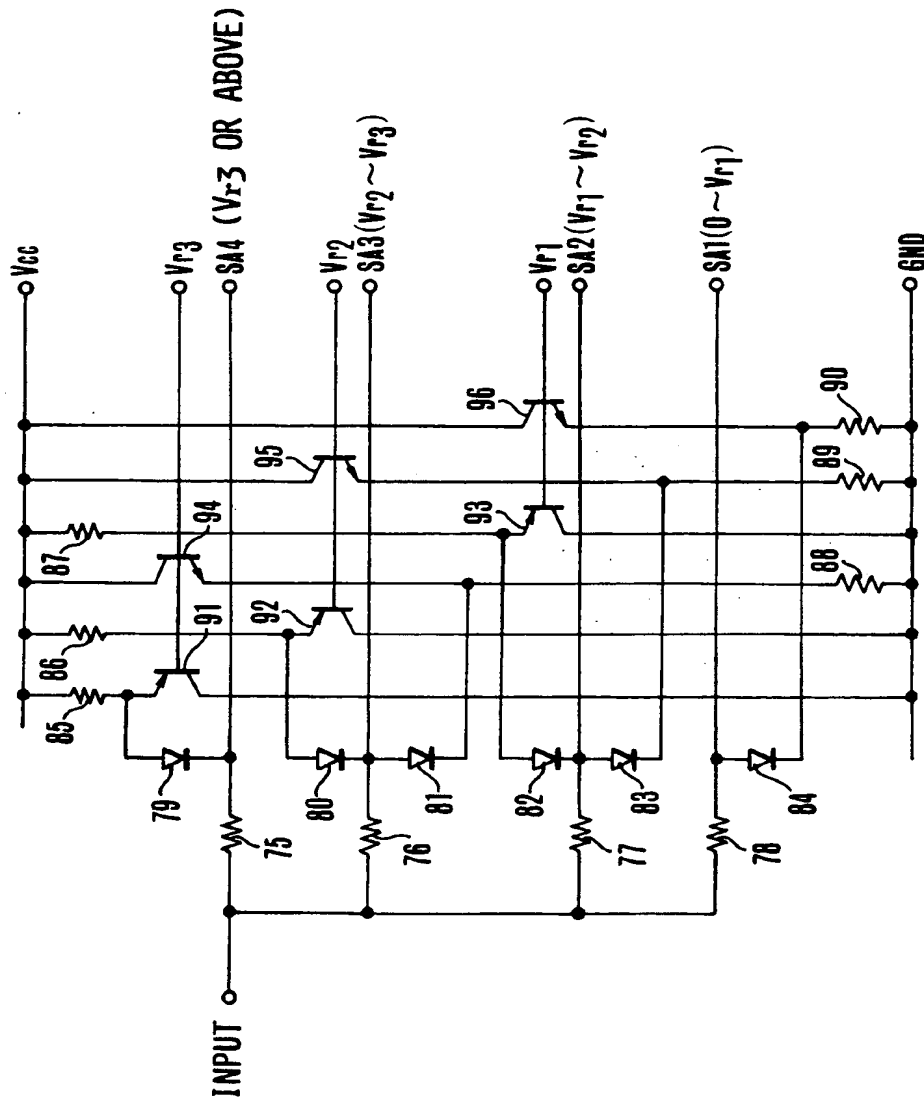 Vcc
Vr3
SA4 (Vr3 OR ABOVE)
Vr2
SA3(Vr2~Vr3)
Vr1
SA2(Vr1~Vr2)
SA1(0~Vr1)
GND
INPUT
85
86
87
91
94
79
75
92
95
80
76
81
93
96
82
77
83
78
84
88
89
90